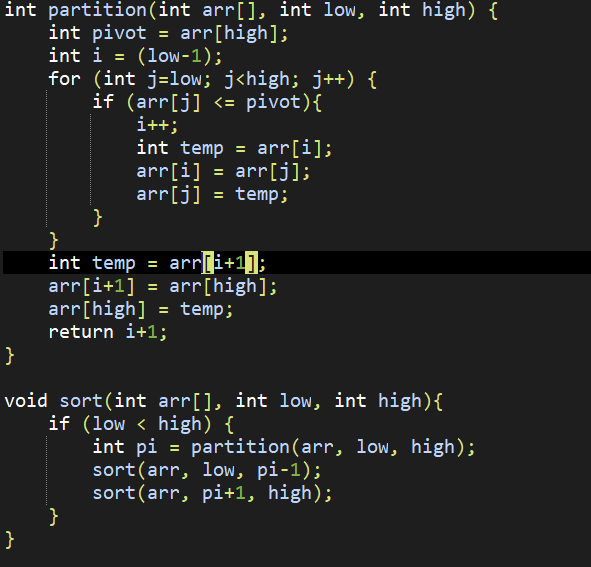 int partition(int arr[], int low, int high) {
    int pivot = arr[high];
    int i = (low-1);
    for (int j=low; j<high; j++) {
        if (arr[j] <= pivot){
            i++;
            int temp = arr[i];
            arr[i] = arr[j];
            arr[j] = temp;
        }
    }
    int temp = arr[i+1];
    arr[i+1] = arr[high];
    arr[high] = temp;
    return i+1;
}

void sort(int arr[], int low, int high){
    if (low < high) {
        int pi = partition(arr, low, high);
        sort(arr, low, pi-1);
        sort(arr, pi+1, high);
    }
}